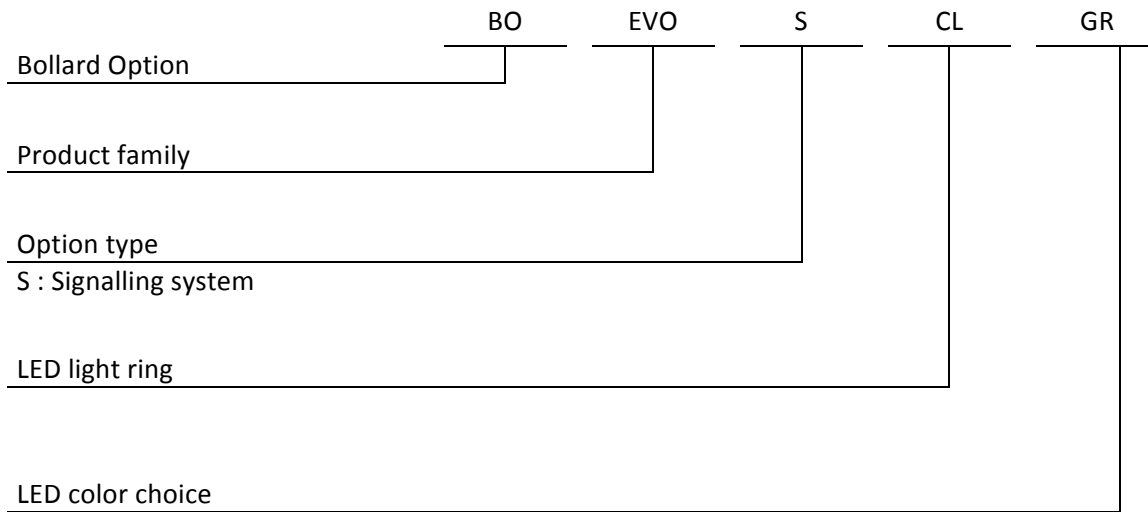 BO EVO S CL GR
Bollard Option
Product family
Option type
S : Signalling system
LED light ring
LED color choice